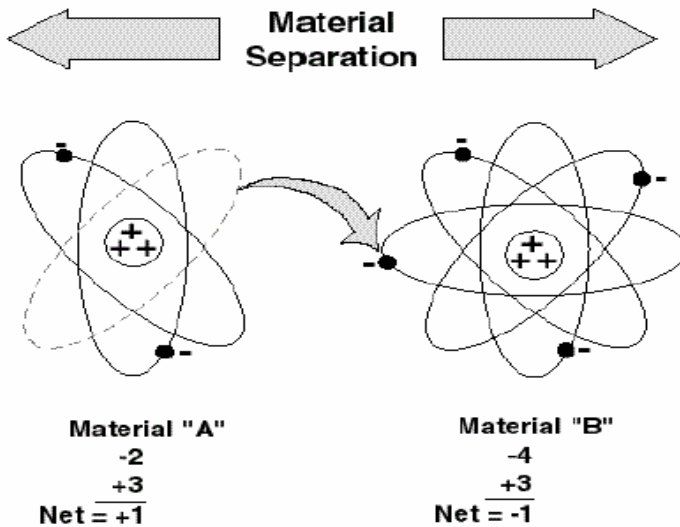 Material
Separation
-
-
-
-
-
-
+
+ +
+
+ +
Material "A"
-2
+3
Net = +1
Material "B"
-4
+3
Net = -1